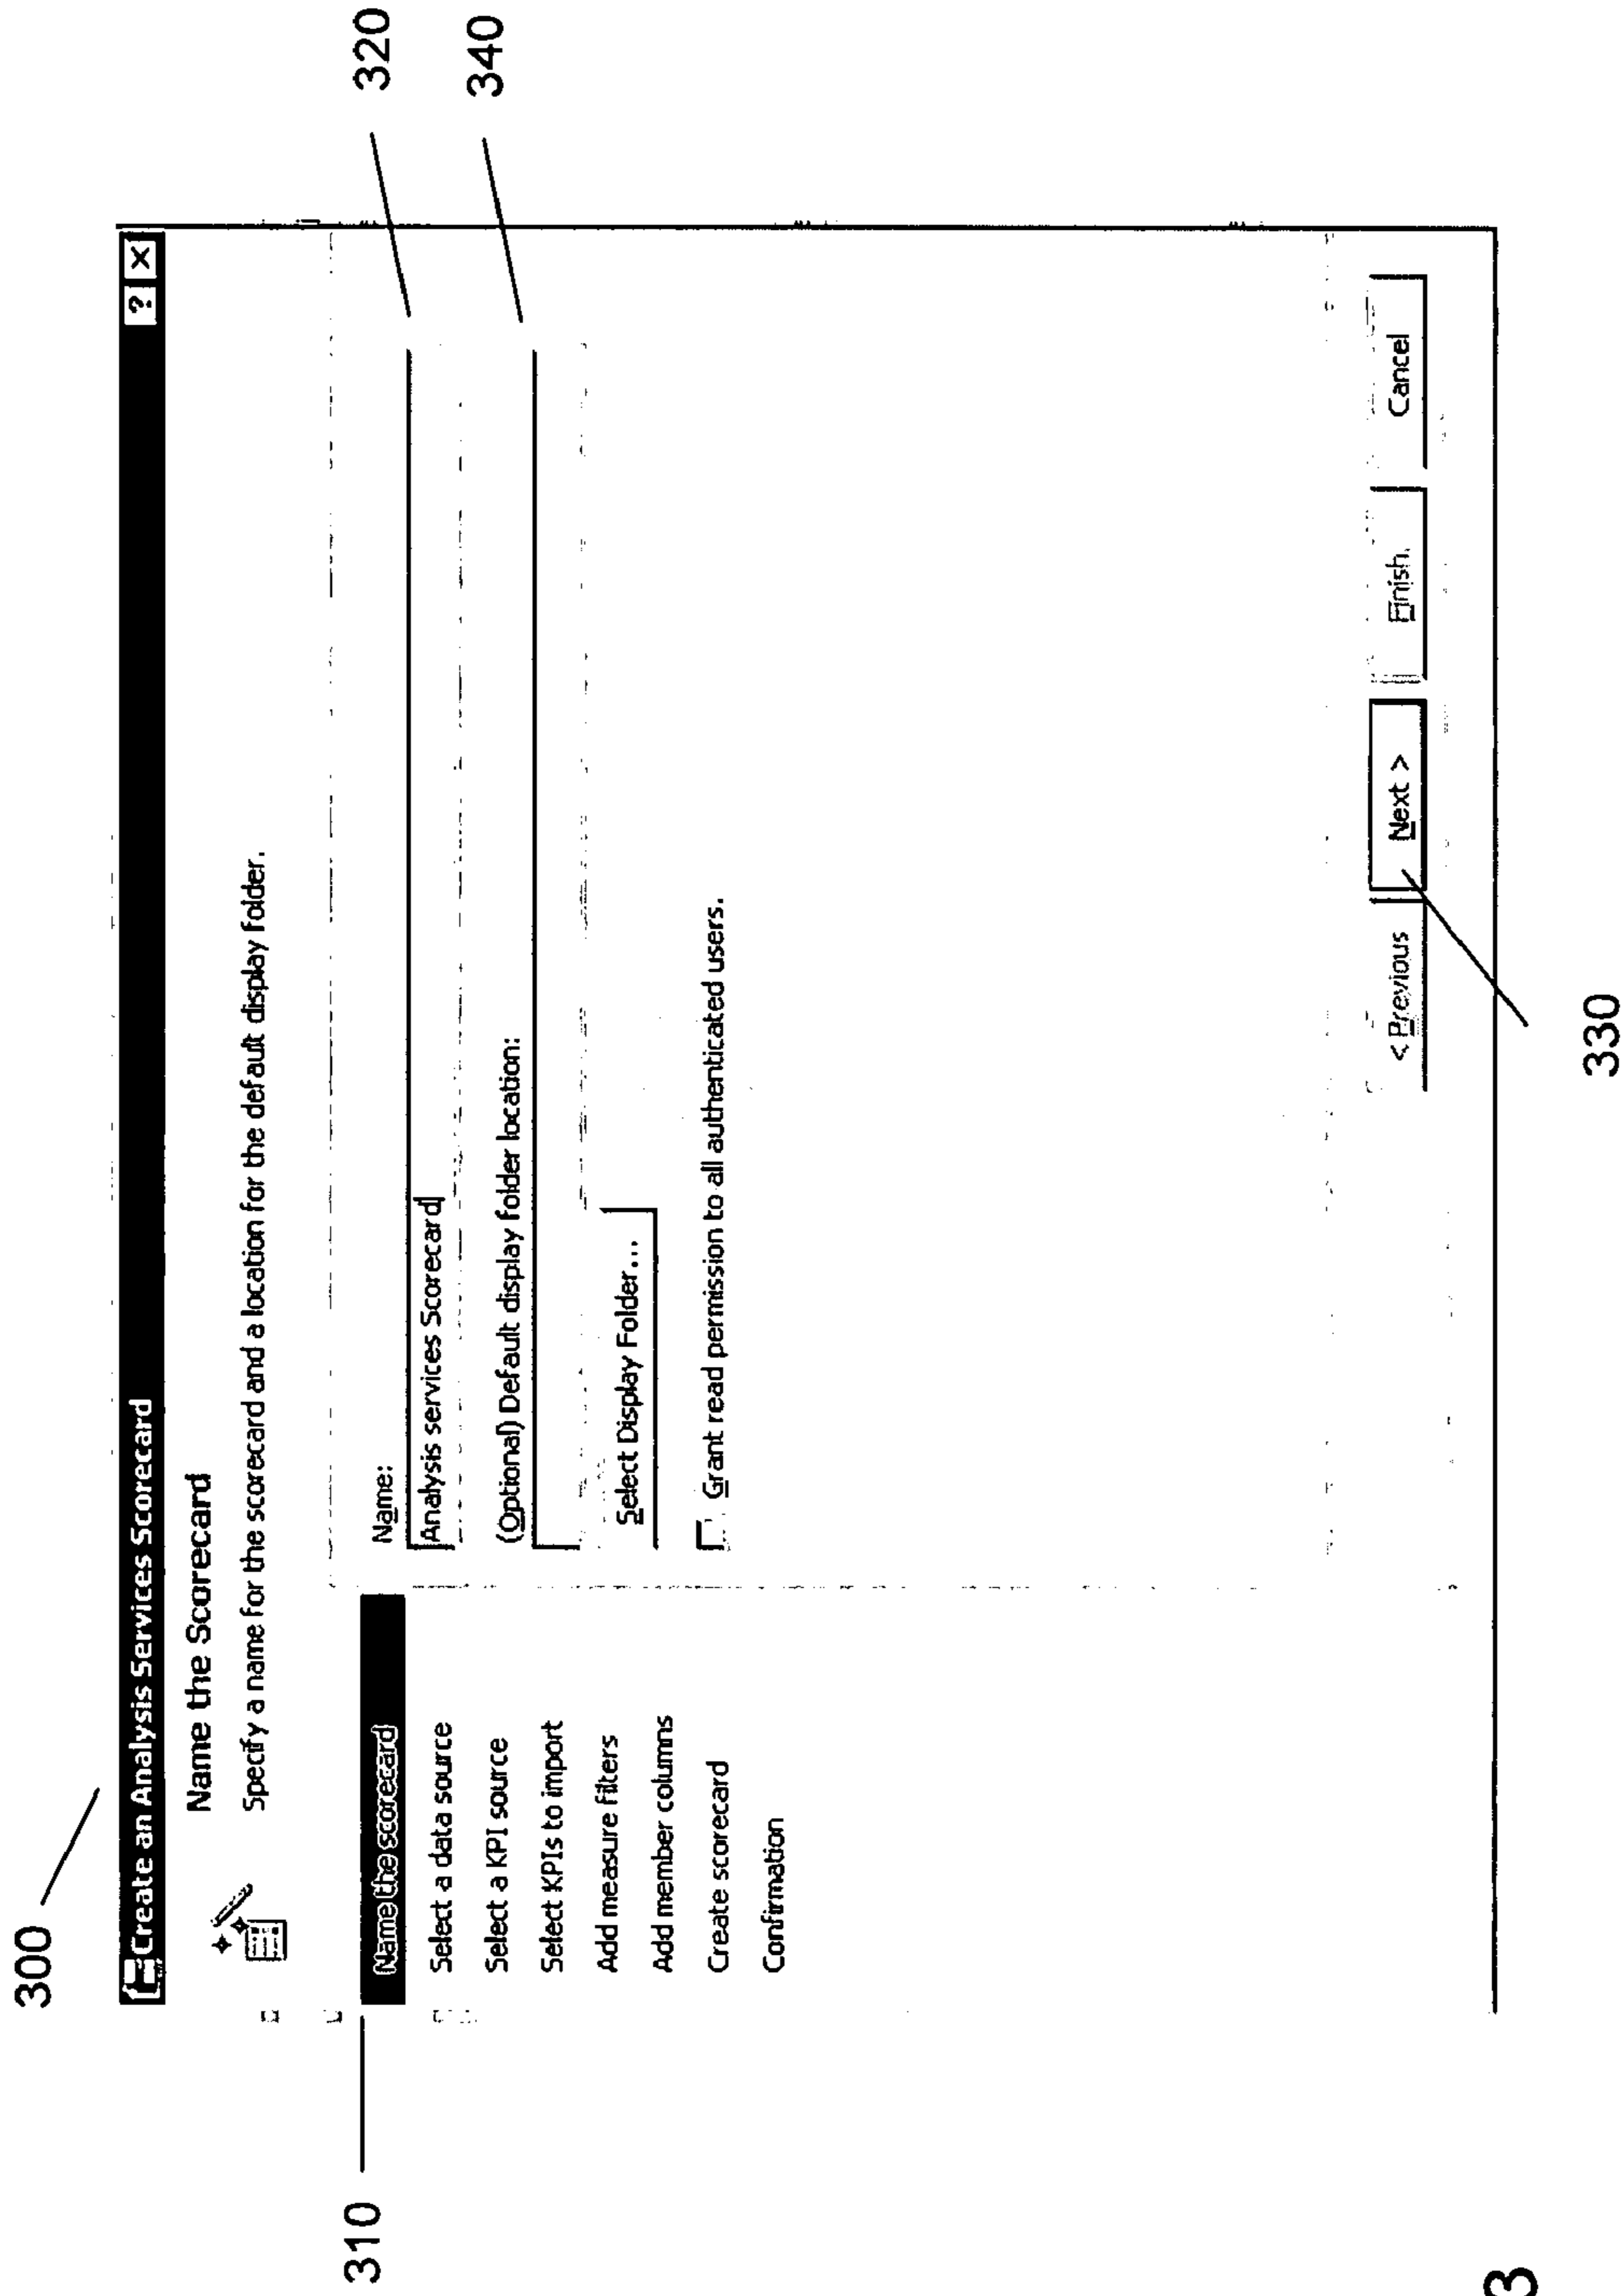 300
Create an Analysis Services Scorecard ? X
Name the Scorecard
Specify a name for the scorecard and a location for the default display folder.
310
Name the scorecard
Select a data source
Select a KPI source
Select KPIs to import
Add measure filters
Add member columns
Create scorecard
Confirmation
Name:
320
Analysis services Scorecard
(Optional) Default display folder location:
340
Select Display Folder...
Grant read permission to all authenticated users.
< Previous Next > Finish Cancel
330
3